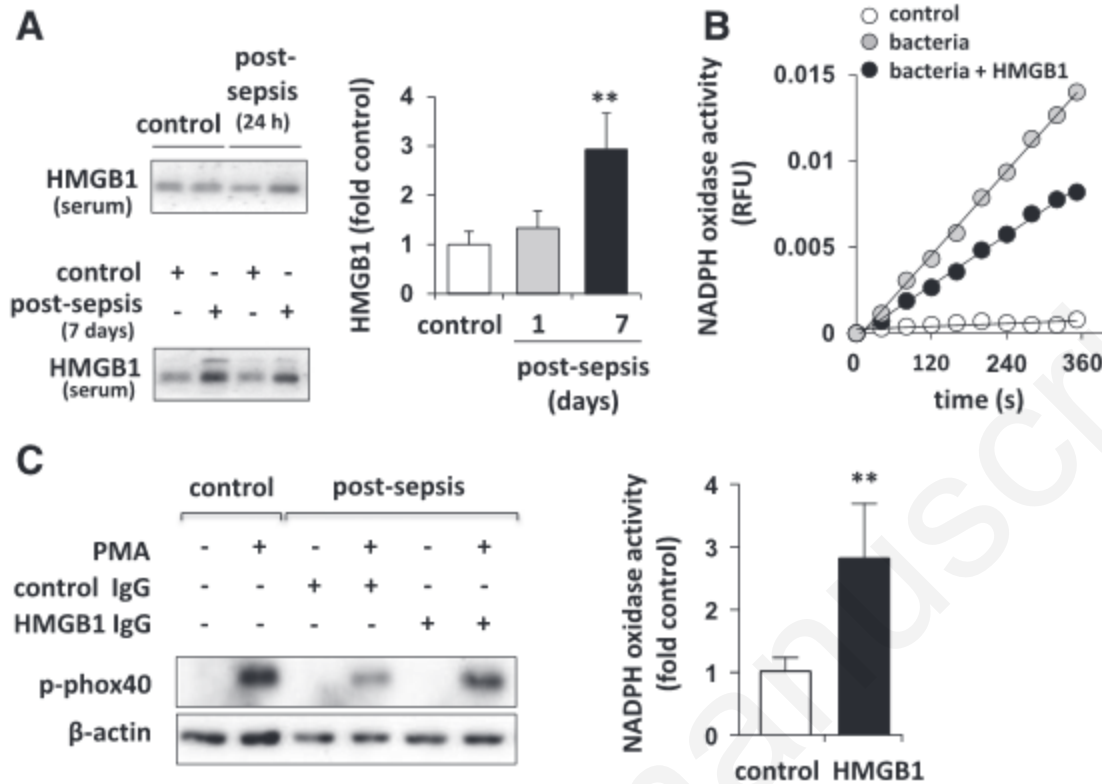 A
post-
sepsis
control (24 h)
HMGB1
(serum)
control + - + -
post-sepsis - + - +
(7 days)
HMGB1
(serum)
HMGB1 (fold control)
4
3
2
1
0
**
control 1 7
post-sepsis
(days)
B
control
bacteria
bacteria + HMGB1
NADPH oxidase activity
(RFU)
0.015
0.01
0.005
0
0 120 240 360
time (s)
C
control post-sepsis
PMA - + - + - +
control IgG - - + + - -
HMGB1 IgG - - - - + +
p-phox40
β-actin
NADPH oxidase activity
(fold control)
4
3
2
1
0
**
control HMGB1